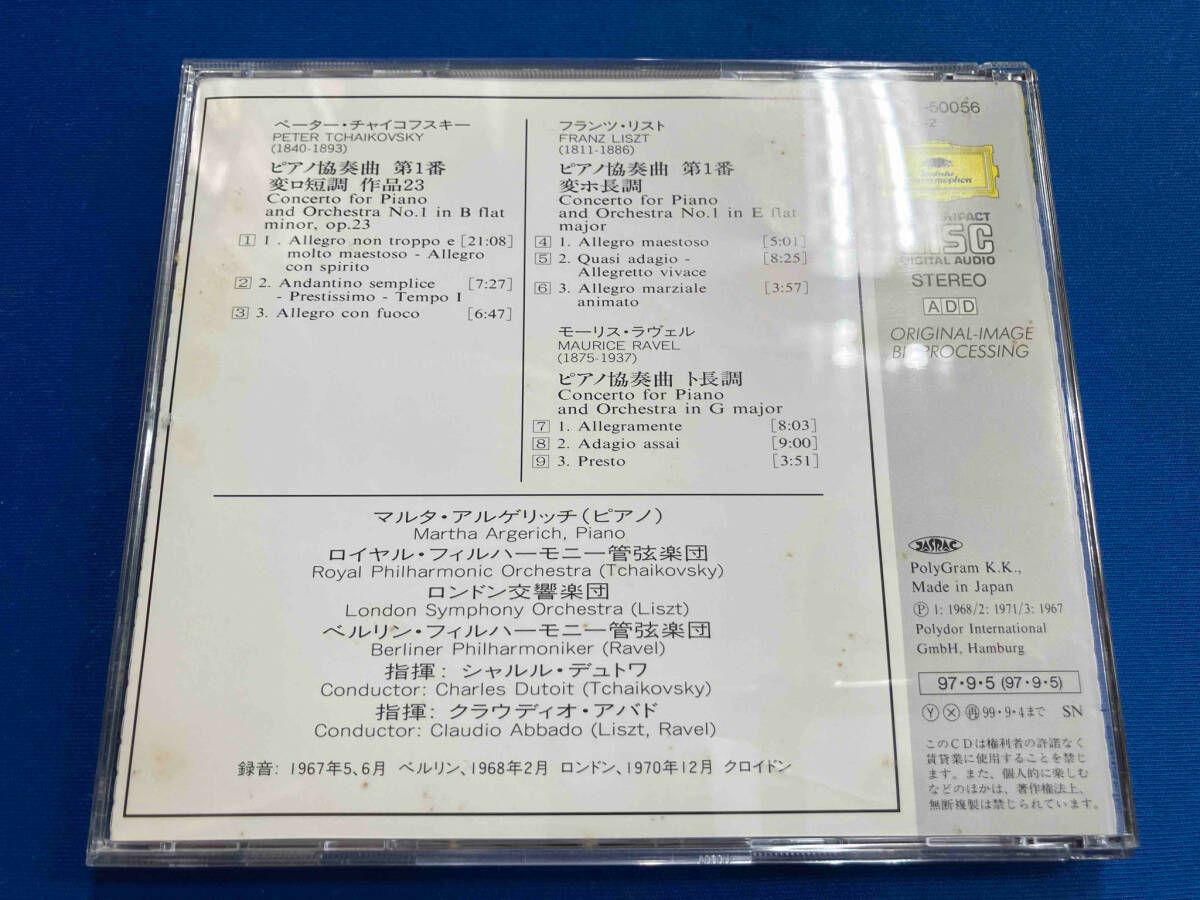 ペーター・チャイコフスキー
PETER TCHAIKOVSKY
(1840-1893)
ピアノ協奏曲 第1番
変ロ短調 作品23
Concerto for Piano
and Orchestra No.1 in B flat
minor, op.23
1 1. Allegro non troppo e [21:08]
molto maestoso - Allegro
con spirito
2 2. Andantino semplice [7:27]
- Prestissimo - Tempo I
3 3. Allegro con fuoco [6:47]
フランツ・リスト
FRANZ LISZT
(1811-1886)
ピアノ協奏曲 第1番
変ホ長調
Concerto for Piano
and Orchestra No.1 in E flat
major
4 1. Allegro maestoso [5:01]
5 2. Quasi adagio - [8:25]
Allegretto vivace
6 3. Allegro marziale [3:57]
animato
モーリス・ラヴェル
MAURICE RAVEL
(1875-1937)
ピアノ協奏曲 ト長調
Concerto for Piano
and Orchestra in G major
7 1. Allegramente [8:03]
8 2. Adagio assai [9:00]
9 3. Presto [3:51]
マルタ・アルゲリッチ(ピアノ)
Martha Argerich, Piano
ロイヤル・フィルハーモニー管弦楽団
Royal Philharmonic Orchestra (Tchaikovsky)
ロンドン交響楽団
London Symphony Orchestra (Liszt)
ベルリン・フィルハーモニー管弦楽団
Berliner Philharmoniker (Ravel)
指揮: シャルル・デュトワ
Conductor: Charles Dutoit (Tchaikovsky)
指揮: クラウディオ・アバド
Conductor: Claudio Abbado (Liszt, Ravel)
録音: 1967年5、6月 ベルリン、1968年2月 ロンドン、1970年12月 クロイドン
-50056
-2
Deutsche
Grammophon
COMPACT
DISC
DIGITAL AUDIO
STEREO
ADD
ORIGINAL-IMAGE
BIT-PROCESSING
JASRAC
PolyGram K.K.,
Made in Japan
Ⓟ 1: 1968/2: 1971/3: 1967
Polydor International
GmbH, Hamburg
97・9・5 (97・9・5)
Ⓨ Ⓧ 再 99・9・4まで SN
このCDは権利者の許諾なく
賃貸業に使用することを禁じ
ます。また、個人的に楽しむ
などのほかは、著作権法上、
無断複製は禁じられています。